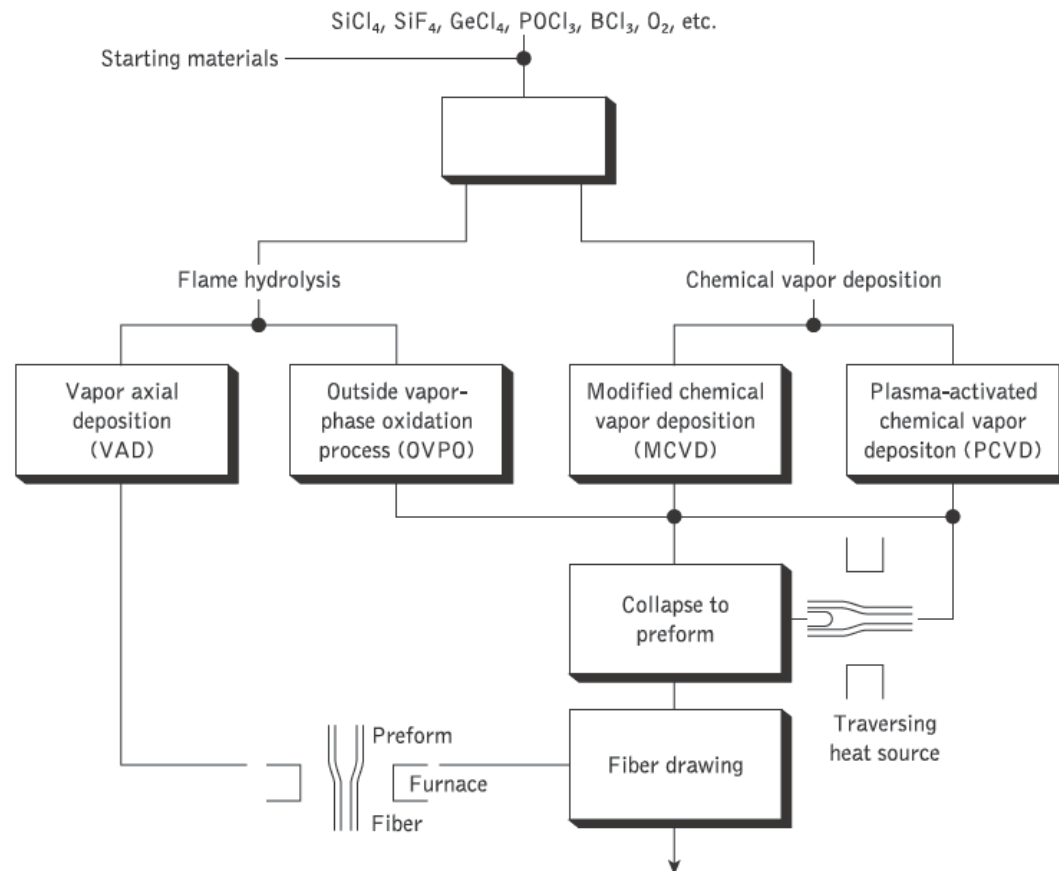 SiCl₄, SiF₄, GeCl₄, POCl₃, BCl₃, O₂, etc.
Starting materials
Flame hydrolysis
Chemical vapor deposition
Vapor axial
deposition
(VAD)
Outside vapor-
phase oxidation
process (OVPO)
Modified chemical
vapor deposition
(MCVD)
Plasma-activated
chemical vapor
depositon (PCVD)
Collapse to
preform
Traversing
heat source
Preform
Furnace
Fiber
Fiber drawing